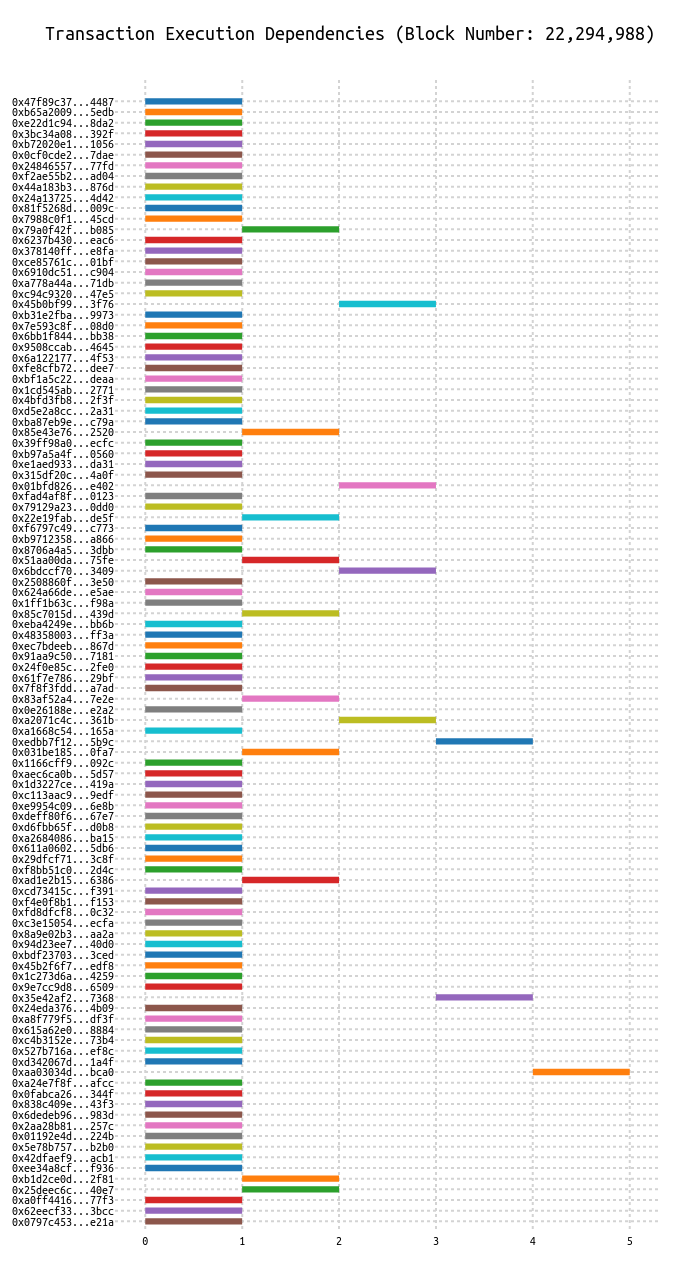 Transaction Execution Dependencies (Block Number: 22,294,988)
0x47f89c37...4487
0xb65a2009...5edb
0xe22d1c94...8da2
0x3bc34a08...392f
0xb72020e1...1056
0x0cf0cde2...7dae
0x24846557...77fd
0xf2ae55b2...ad04
0x44a183b3...876d
0x24a13725...4d42
0x81f5268d...009c
0x7988c0f1...45cd
0x79a0f42f...b085
0x6237b430...eac6
0x378140ff...e8fa
0xce85761c...01bf
0x6910dc51...c904
0xa778a44a...71db
0xc94c9320...47e5
0x45b0bf99...3f76
0xb31e2fba...9973
0x7e593c8f...08d0
0x6bb1f844...bb38
0x9508ccab...4645
0x6a122177...4f53
0xfe8cfb72...dee7
0xbf1a5c22...deaa
0x1cd545ab...2771
0x4bfd3fb8...2f3f
0xd5e2a8cc...2a31
0xba87eb9e...c79a
0x85e43e76...2520
0x39ff98a0...ecfc
0xb97a5a4f...0560
0xe1aed933...da31
0x315df20c...4a0f
0x01bfd826...e402
0xfad4af8f...0123
0x79129a23...0dd0
0x22e19fab...de5f
0xf6797c49...c773
0xb9712358...a866
0x8706a4a5...3dbb
0x51aa00da...75fe
0x6bdccf70...3409
0x2508860f...3e50
0x624a66de...e5ae
0x1ff1b63c...f98a
0x85c7015d...439d
0xeba4249e...bb6b
0x48358003...ff3a
0xec7bdeeb...867d
0x91aa9c50...7181
0x24f0e85c...2fe0
0x61f7e786...29bf
0x7f8f3fdd...a7ad
0x83af52a4...7e2e
0x0e26188e...e2a2
0xa2071c4c...361b
0xa1668c54...165a
0xedbb7f12...5b9c
0x031be185...0fa7
0x1166cff9...092c
0xaec6ca0b...5d57
0x1d3227ce...419a
0xc113aac9...9edf
0xe9954c09...6e8b
0xdeff80f6...67e7
0xd6fbb65f...d0b8
0xa2684086...ba15
0x611a0602...5db6
0x29dfcf71...3c8f
0xf8bb51c0...2d4c
0xad1e2b15...6386
0xcd73415c...f391
0xf4e0f8b1...f153
0xfd8dfcf8...0c32
0xc3e15054...ecfa
0x8a9e02b3...aa2a
0x94d23ee7...40d0
0xbdf23703...3ced
0x45b2f6f7...edf8
0x1c273d6a...4259
0x9e7cc9d8...6509
0x35e42af2...7368
0x24eda376...4b09
0xa8f779f5...df3f
0x615a62e0...8884
0xc4b3152e...73b4
0x527b716a...ef8c
0xd342067d...1a4f
0xaa03034d...bca0
0xa24e7f8f...afcc
0x0fabca26...344f
0x838c409e...43f3
0x6dedeb96...983d
0x2aa28b81...257c
0x01192e4d...224b
0x5e78b757...b2b0
0x42dfaef9...acb1
0xee34a8cf...f936
0xb1d2ce0d...2f81
0x25deec6c...40e7
0xa0ff4416...77f3
0x62eecf33...3bcc
0x0797c453...e21a
0 1 2 3 4 5